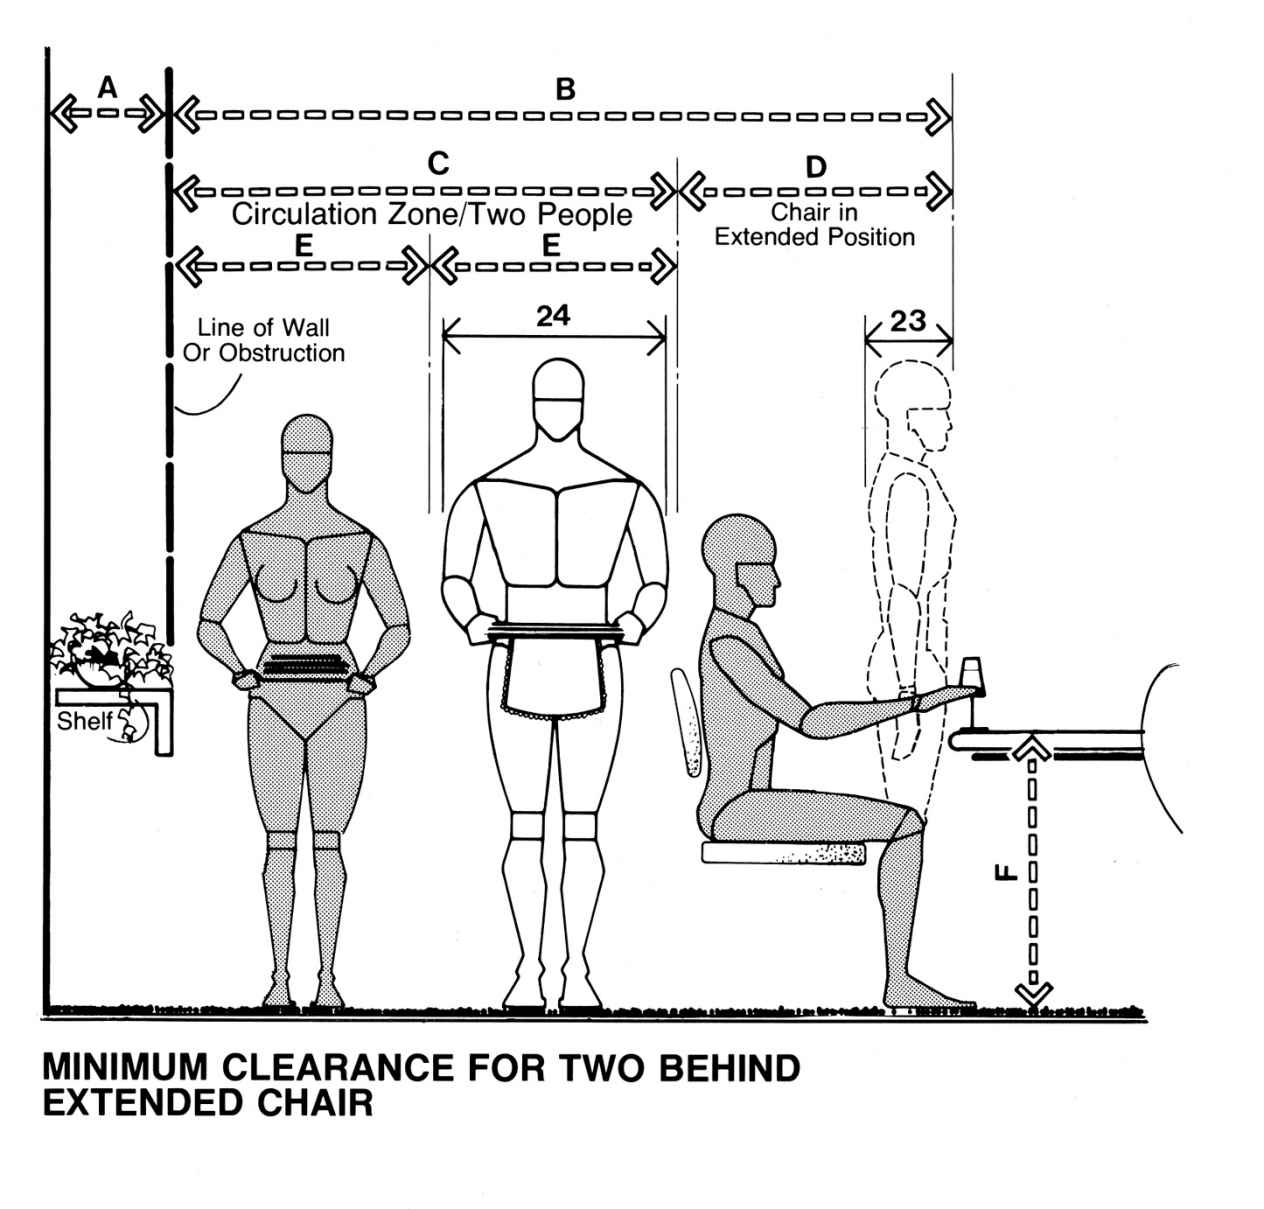 A
B
C
D
Circulation Zone/Two People
Chair in
Extended Position
E
E
24
23
Line of Wall
Or Obstruction
Shelf
F
MINIMUM CLEARANCE FOR TWO BEHIND
EXTENDED CHAIR